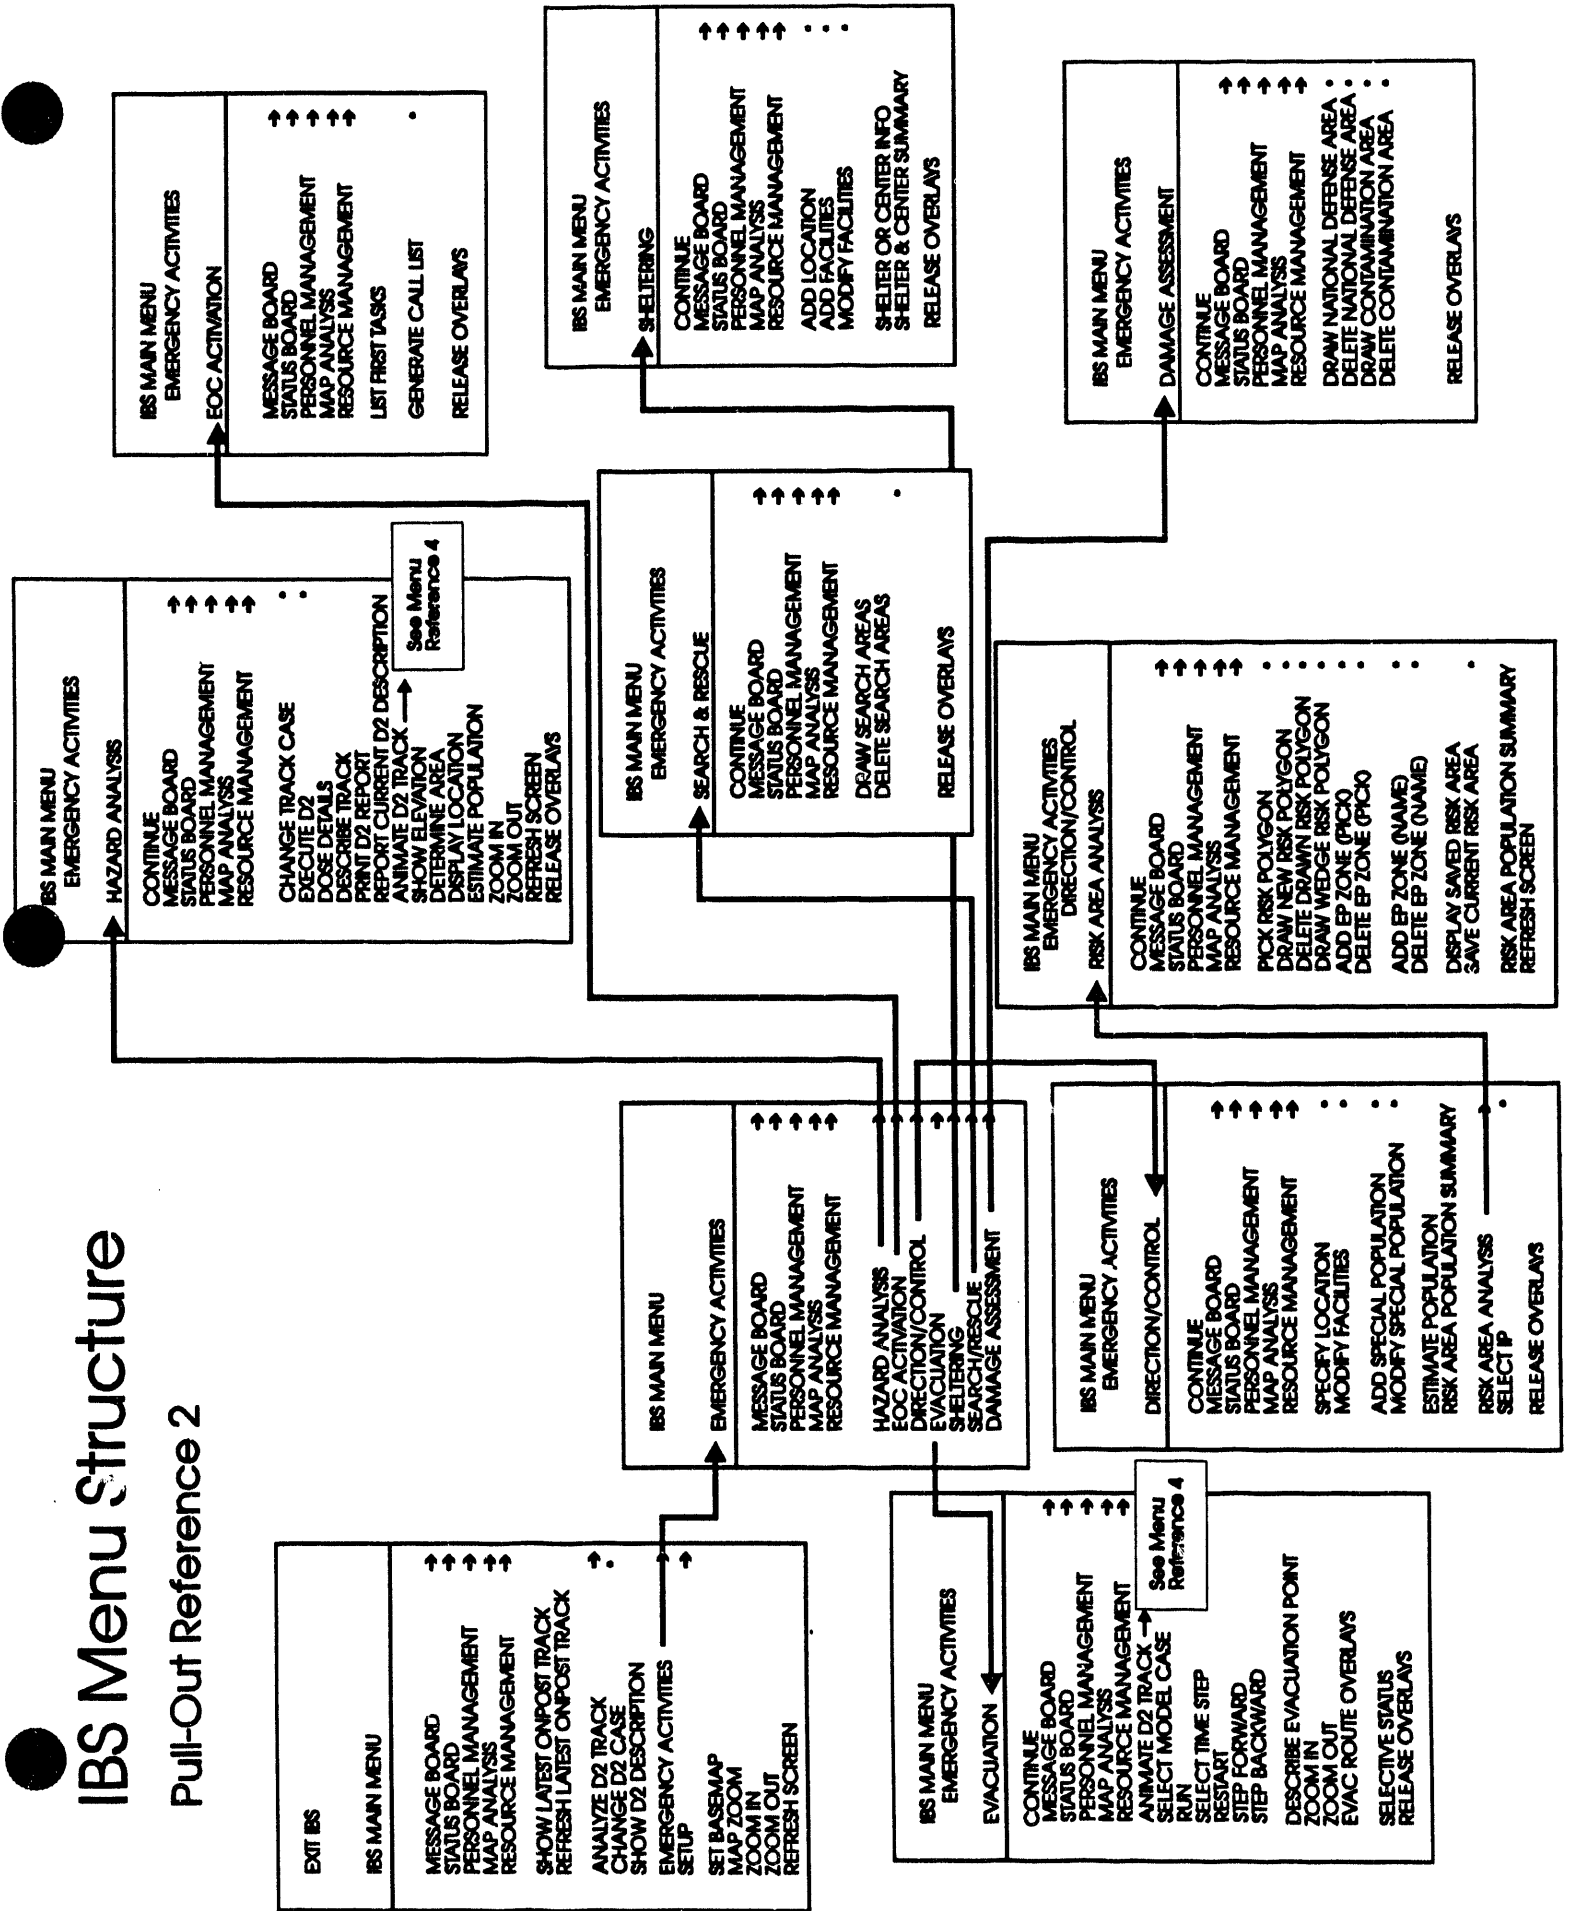 IBS Menu Structure
Pull-Out Reference 2
EXIT IBS
IBS MAIN MENU
MESSAGE BOARD
STATUS BOARD
PERSONNEL MANAGEMENT
MAP ANALYSIS
RESOURCE MANAGEMENT
SHOW LATEST ONPOST TRACK
REFRESH LATEST ONPOST TRACK
ANALYZE D2 TRACK
CHANGE D2 CASE
SHOW D2 DESCRIPTION
EMERGENCY ACTIVITIES
SETUP
SET BASEMAP
MAP ZOOM
ZOOM IN
ZOOM OUT
REFRESH SCREEN
IBS MAIN MENU
EMERGENCY ACTIVITIES
MESSAGE BOARD
STATUS BOARD
PERSONNEL MANAGEMENT
MAP ANALYSIS
RESOURCE MANAGEMENT
HAZARD ANALYSIS
EOC ACTIVATION
DIRECTION/CONTROL
EVACUATION
SHELTERING
SEARCH/RESCUE
DAMAGE ASSESSMENT
IBS MAIN MENU
EMERGENCY ACTIVITIES
EVACUATION
CONTINUE
MESSAGE BOARD
STATUS BOARD
PERSONNEL MANAGEMENT
MAP ANALYSIS
RESOURCE MANAGEMENT
ANIMATE D2 TRACK
SELECT MODEL CASE
RUN
SELECT TIME STEP
RESTART
STEP FORWARD
STEP BACKWARD
DESCRIBE EVACUATION POINT
ZOOM IN
ZOOM OUT
EVAC ROUTE OVERLAYS
SELECTIVE STATUS
RELEASE OVERLAYS
See Menu
Reference 4
IBS MAIN MENU
EMERGENCY ACTIVITIES
DIRECTION/CONTROL
CONTINUE
MESSAGE BOARD
STATUS BOARD
PERSONNEL MANAGEMENT
MAP ANALYSIS
RESOURCE MANAGEMENT
SPECIFY LOCATION
MODIFY FACILITIES
ADD SPECIAL POPULATION
MODIFY SPECIAL POPULATION
ESTIMATE POPULATION
RISK AREA POPULATION SUMMARY
RISK AREA ANALYSIS
SELECT IP
RELEASE OVERLAYS
IBS MAIN MENU
EMERGENCY ACTIVITIES
HAZARD ANALYSIS
CONTINUE
MESSAGE BOARD
STATUS BOARD
PERSONNEL MANAGEMENT
MAP ANALYSIS
RESOURCE MANAGEMENT
CHANGE TRACK CASE
EXECUTE D2
DOSE DETAILS
DESCRIBE TRACK
PRINT D2 REPORT
REPORT CURRENT D2 DESCRIPTION
ANIMATE D2 TRACK
SHOW ELEVATION
DETERMINE AREA
DISPLAY LOCATION
ESTIMATE POPULATION
ZOOM IN
ZOOM OUT
REFRESH SCREEN
RELEASE OVERLAYS
See Menu
Reference 4
IBS MAIN MENU
EMERGENCY ACTIVITIES
SEARCH & RESCUE
CONTINUE
MESSAGE BOARD
STATUS BOARD
PERSONNEL MANAGEMENT
MAP ANALYSIS
RESOURCE MANAGEMENT
DRAW SEARCH AREAS
DELETE SEARCH AREAS
RELEASE OVERLAYS
IBS MAIN MENU
EMERGENCY ACTIVITIES
DIRECTION/CONTROL
RISK AREA ANALYSIS
CONTINUE
MESSAGE BOARD
STATUS BOARD
PERSONNEL MANAGEMENT
MAP ANALYSIS
RESOURCE MANAGEMENT
PICK RISK POLYGON
DRAW NEW RISK POLYGON
DELETE DRAWN RISK POLYGON
DRAW WEDGE RISK POLYGON
ADD EP ZONE (PICK)
DELETE EP ZONE (PICK)
ADD EP ZONE (NAME)
DELETE EP ZONE (NAME)
DISPLAY SAVED RISK AREA
SAVE CURRENT RISK AREA
RISK AREA POPULATION SUMMARY
REFRESH SCREEN
IBS MAIN MENU
EMERGENCY ACTIVITIES
EOC ACTIVATION
MESSAGE BOARD
STATUS BOARD
PERSONNEL MANAGEMENT
MAP ANALYSIS
RESOURCE MANAGEMENT
LIST FIRST TASKS
GENERATE CALL LIST
RELEASE OVERLAYS
IBS MAIN MENU
EMERGENCY ACTIVITIES
SHELTERING
CONTINUE
MESSAGE BOARD
STATUS BOARD
PERSONNEL MANAGEMENT
MAP ANALYSIS
RESOURCE MANAGEMENT
ADD LOCATION
ADD FACILITIES
MODIFY FACILITIES
SHELTER OR CENTER INFO
SHELTER & CENTER SUMMARY
RELEASE OVERLAYS
IBS MAIN MENU
EMERGENCY ACTIVITIES
DAMAGE ASSESSMENT
CONTINUE
MESSAGE BOARD
STATUS BOARD
PERSONNEL MANAGEMENT
MAP ANALYSIS
RESOURCE MANAGEMENT
DRAW NATIONAL DEFENSE AREA
DELETE NATIONAL DEFENSE AREA
DRAW CONTAMINATION AREA
DELETE CONTAMINATION AREA
RELEASE OVERLAYS